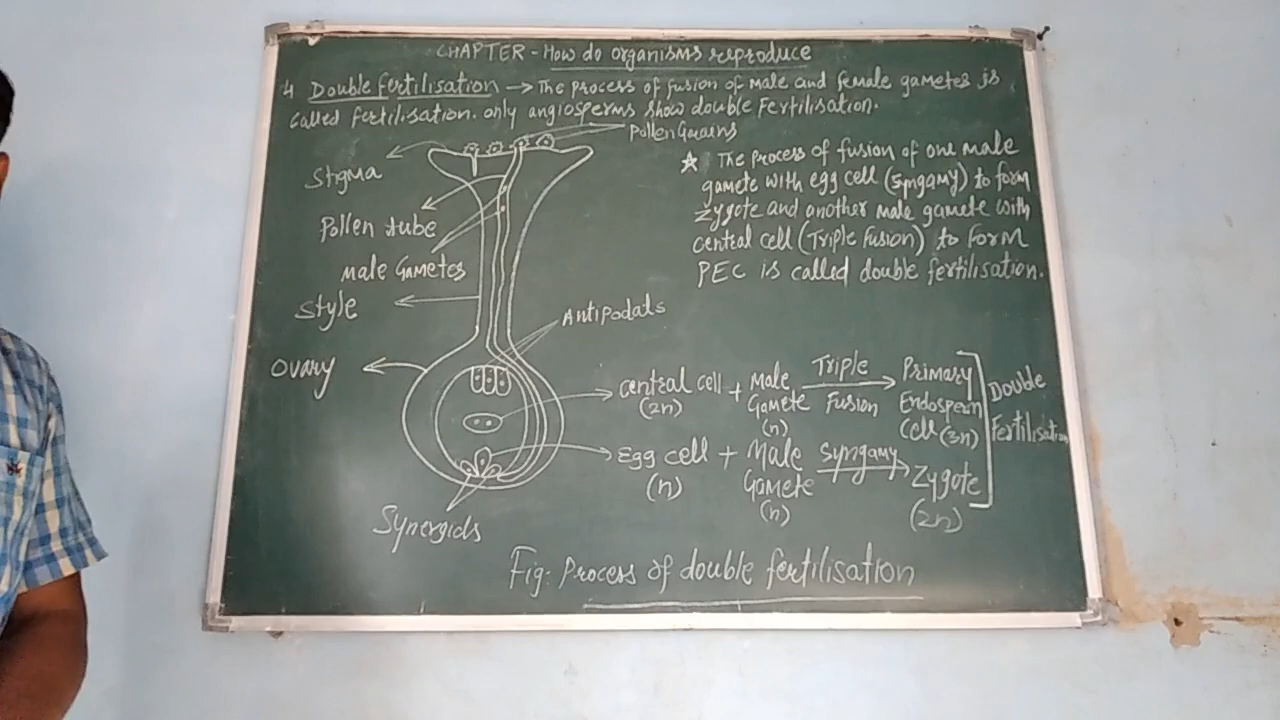 CHAPTER - How do organisms reproduce
4 Double fertilisation → The process of fusion of male and female gametes is
called fertilisation. only angiosperms show double fertilisation.
Pollen Grains
Stigma
Pollen tube
Male Gametes
Style
Ovary
Antipodals
Synergids
☆ The process of fusion of one male
gamete with egg cell (Syngamy) to form
zygote and another male gamete with
central cell (Triple fusion) to form
PEC is called double fertilisation.
central cell (2n) + Male Gamete (n) Triple Fusion → Primary Endosperm Cell (3n)
Egg cell (n) + Male Gamete (n) Syngamy → Zygote (2n)
Double
Fertilisation
Fig: Process of double fertilisation